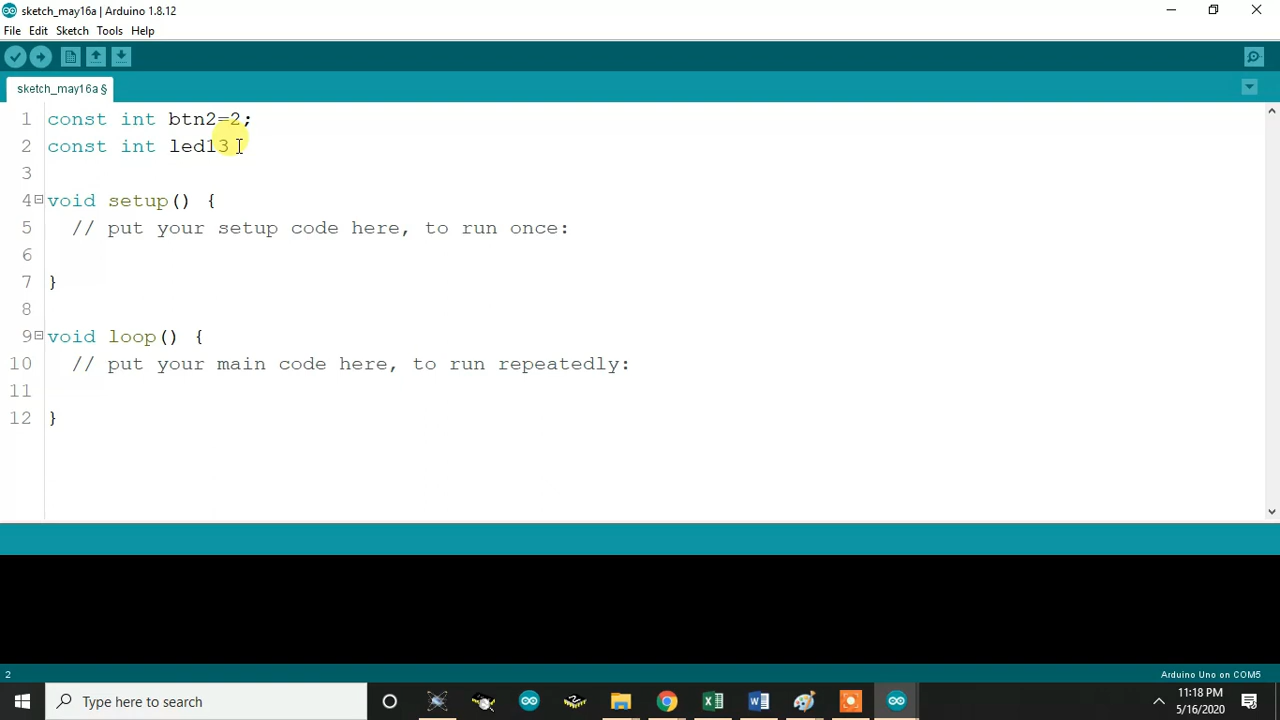 sketch_may16a | Arduino 1.8.12
File Edit Sketch Tools Help
sketch_may16a §
1 const int btn2=2;
2 const int led13
3
4 void setup() {
5 // put your setup code here, to run once:
6
7 }
8
9 void loop() {
10 // put your main code here, to run repeatedly:
11
12 }
2
Arduino Uno on COM5
Type here to search
11:18 PM
5/16/2020